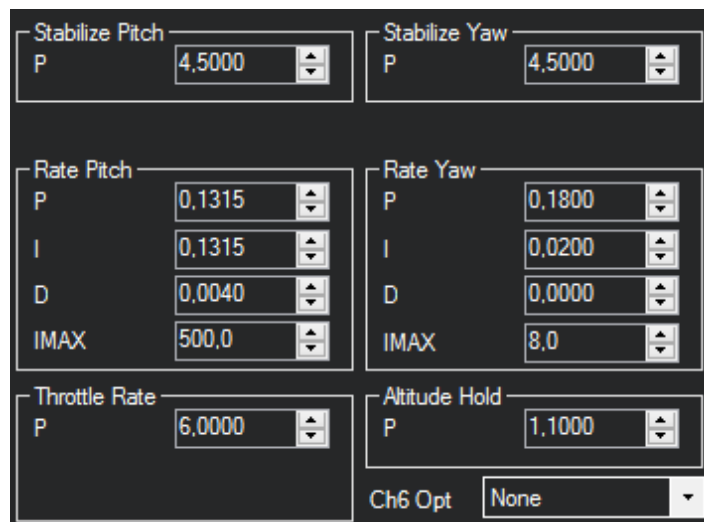 Stabilize Pitch
P 4,5000
Stabilize Yaw
P 4,5000
Rate Pitch
P 0,1315
I 0,1315
D 0,0040
IMAX 500,0
Rate Yaw
P 0,1800
I 0,0200
D 0,0000
IMAX 8,0
Throttle Rate
P 6,0000
Altitude Hold
P 1,1000
Ch6 Opt None